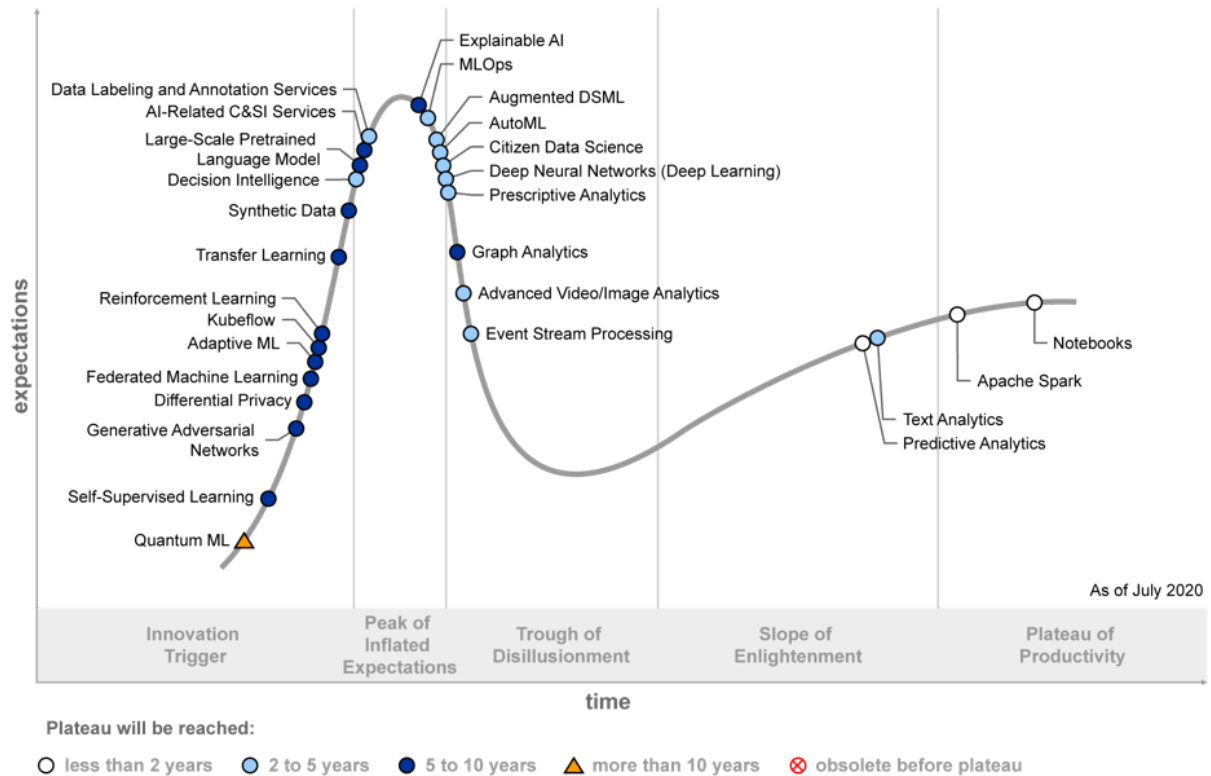 Explainable AI
MLOps
Data Labeling and Annotation Services
AI-Related C&SI Services
Large-Scale Pretrained
Language Model
Decision Intelligence
Augmented DSML
AutoML
Citizen Data Science
Deep Neural Networks (Deep Learning)
Prescriptive Analytics
Synthetic Data
Transfer Learning
Graph Analytics
Advanced Video/Image Analytics
Event Stream Processing
Reinforcement Learning
Kubeflow
Adaptive ML
Federated Machine Learning
Differential Privacy
Generative Adversarial
Networks
Self-Supervised Learning
Quantum ML
Notebooks
Apache Spark
Text Analytics
Predictive Analytics
expectations
As of July 2020
Innovation
Trigger
Peak of
Inflated
Expectations
Trough of
Disillusionment
Slope of
Enlightenment
Plateau of
Productivity
time
Plateau will be reached:
less than 2 years
2 to 5 years
5 to 10 years
more than 10 years
obsolete before plateau